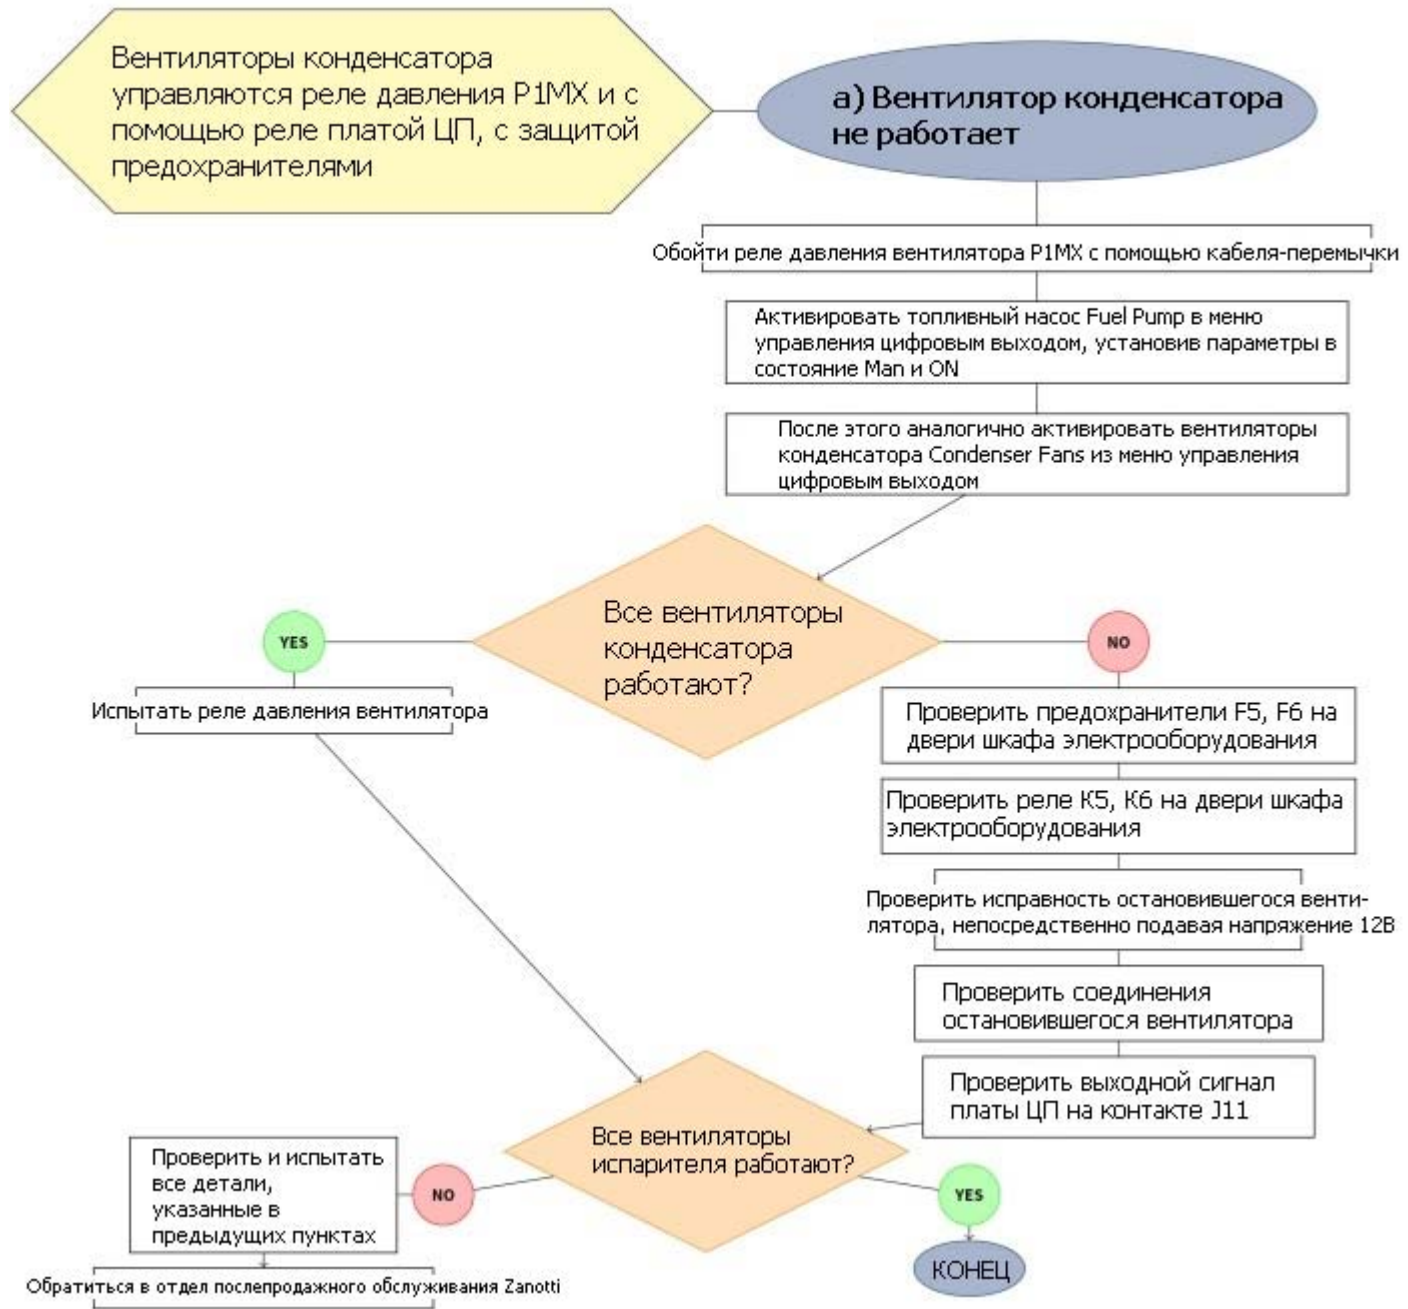 Вентиляторы конденсатора
управляются реле давления P1MX и с
помощью реле платой ЦП, с защитой
предохранителями
а) Вентилятор конденсатора
не работает
Обойти реле давления вентилятора P1MX с помощью кабеля-перемычки
Активировать топливный насос Fuel Pump в меню
управления цифровым выходом, установив параметры в
состояние Man и ON
После этого аналогично активировать вентиляторы
конденсатора Condenser Fans из меню управления
цифровым выходом
Все вентиляторы
конденсатора
работают?
YES
NO
Испытать реле давления вентилятора
Проверить предохранители F5, F6 на
двери шкафа электрооборудования
Проверить реле K5, K6 на двери шкафа
электрооборудования
Проверить исправность остановившегося венти-
лятора, непосредственно подавая напряжение 12В
Проверить соединения
остановившегося вентилятора
Проверить выходной сигнал
платы ЦП на контакте J11
Все вентиляторы
испарителя работают?
Проверить и испытать
все детали,
указанные в
предыдущих пунктах
NO
YES
КОНЕЦ
Обратиться в отдел послепродажного обслуживания Zanotti